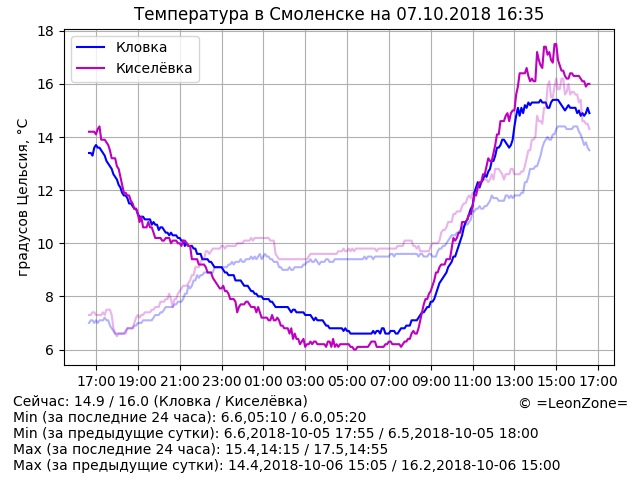 Температура в Смоленске на 07.10.2018 16:35
Кловка
Киселёвка
градусов Цельсия, °C
18
16
14
12
10
8
6
17:00 19:00 21:00 23:00 01:00 03:00 05:00 07:00 09:00 11:00 13:00 15:00 17:00
Сейчас: 14.9 / 16.0 (Кловка / Киселёвка)
© =LeonZone=
Min (за последние 24 часа): 6.6,05:10 / 6.0,05:20
Min (за предыдущие сутки): 6.6,2018-10-05 17:55 / 6.5,2018-10-05 18:00
Max (за последние 24 часа): 15.4,14:15 / 17.5,14:55
Max (за предыдущие сутки): 14.4,2018-10-06 15:05 / 16.2,2018-10-06 15:00